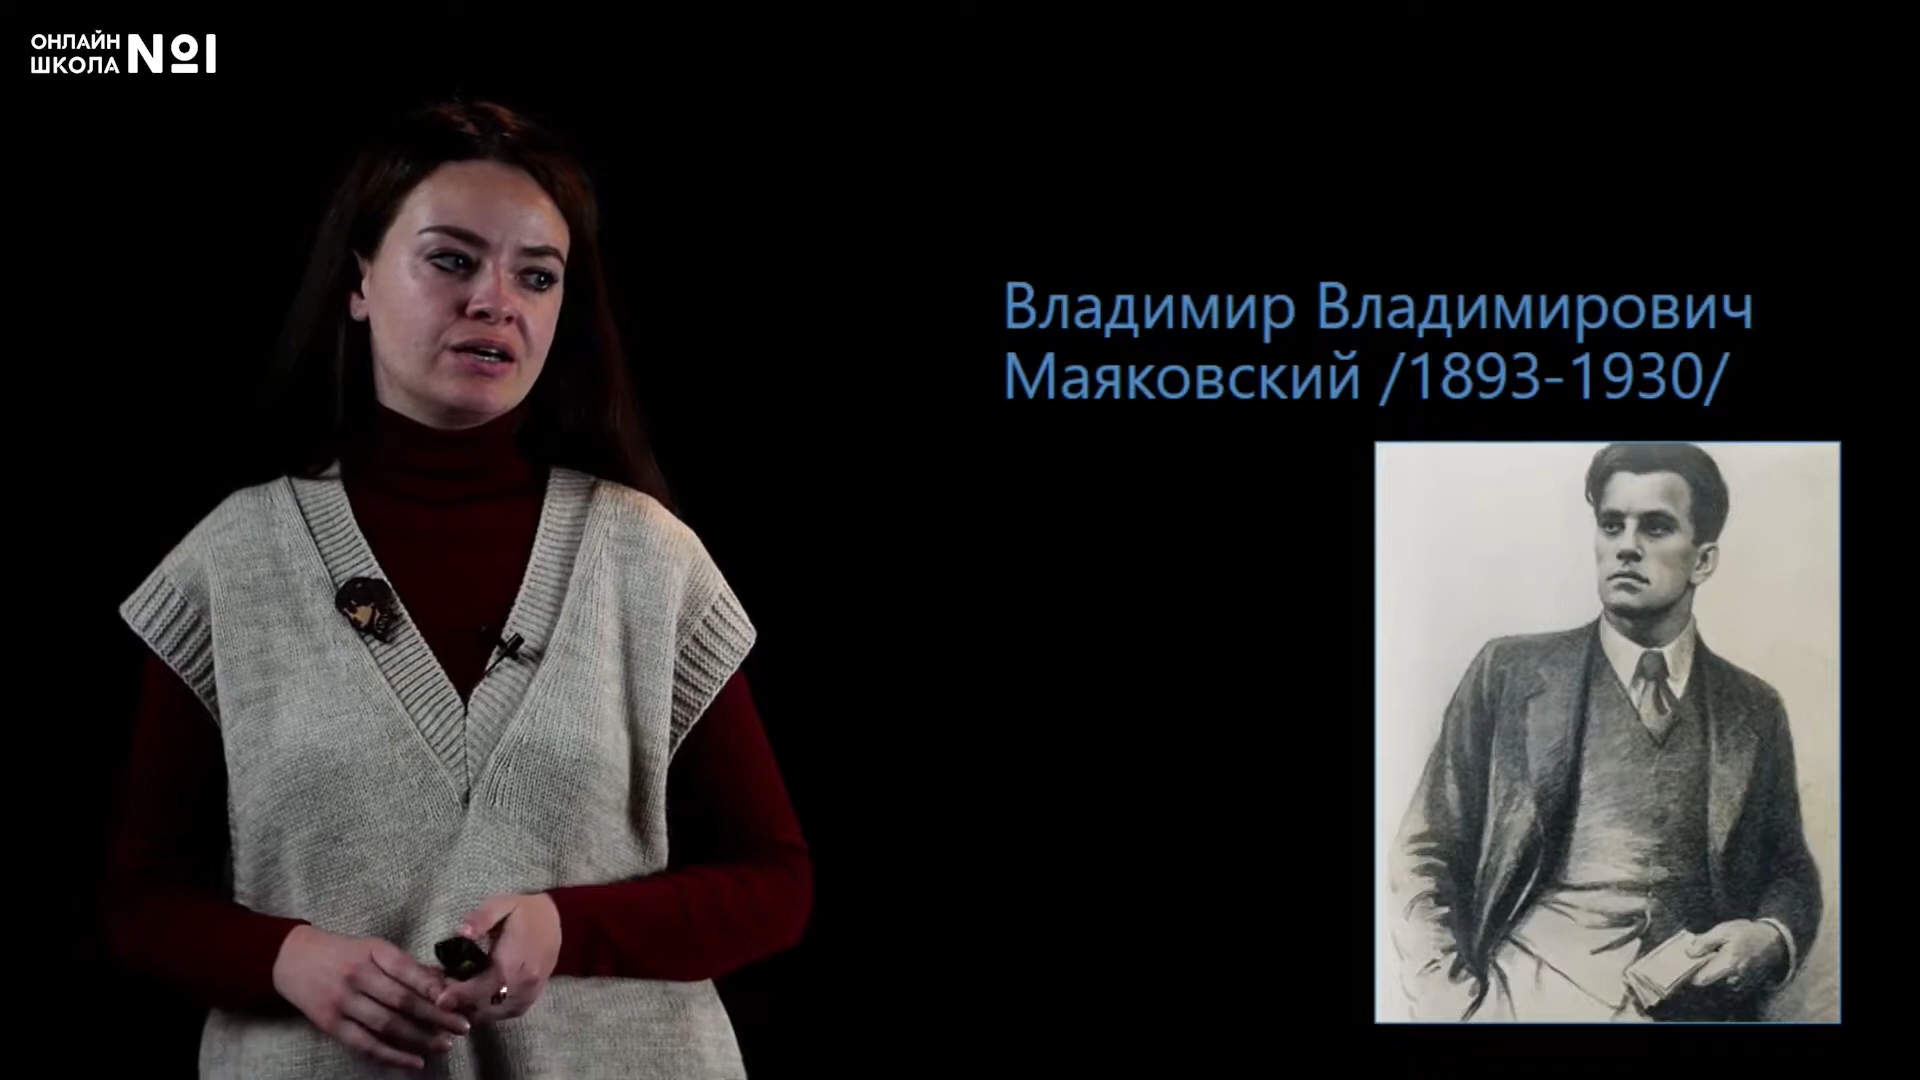 ОНЛАЙН
ШКОЛА №1
Владимир Владимирович
Маяковский /1893-1930/